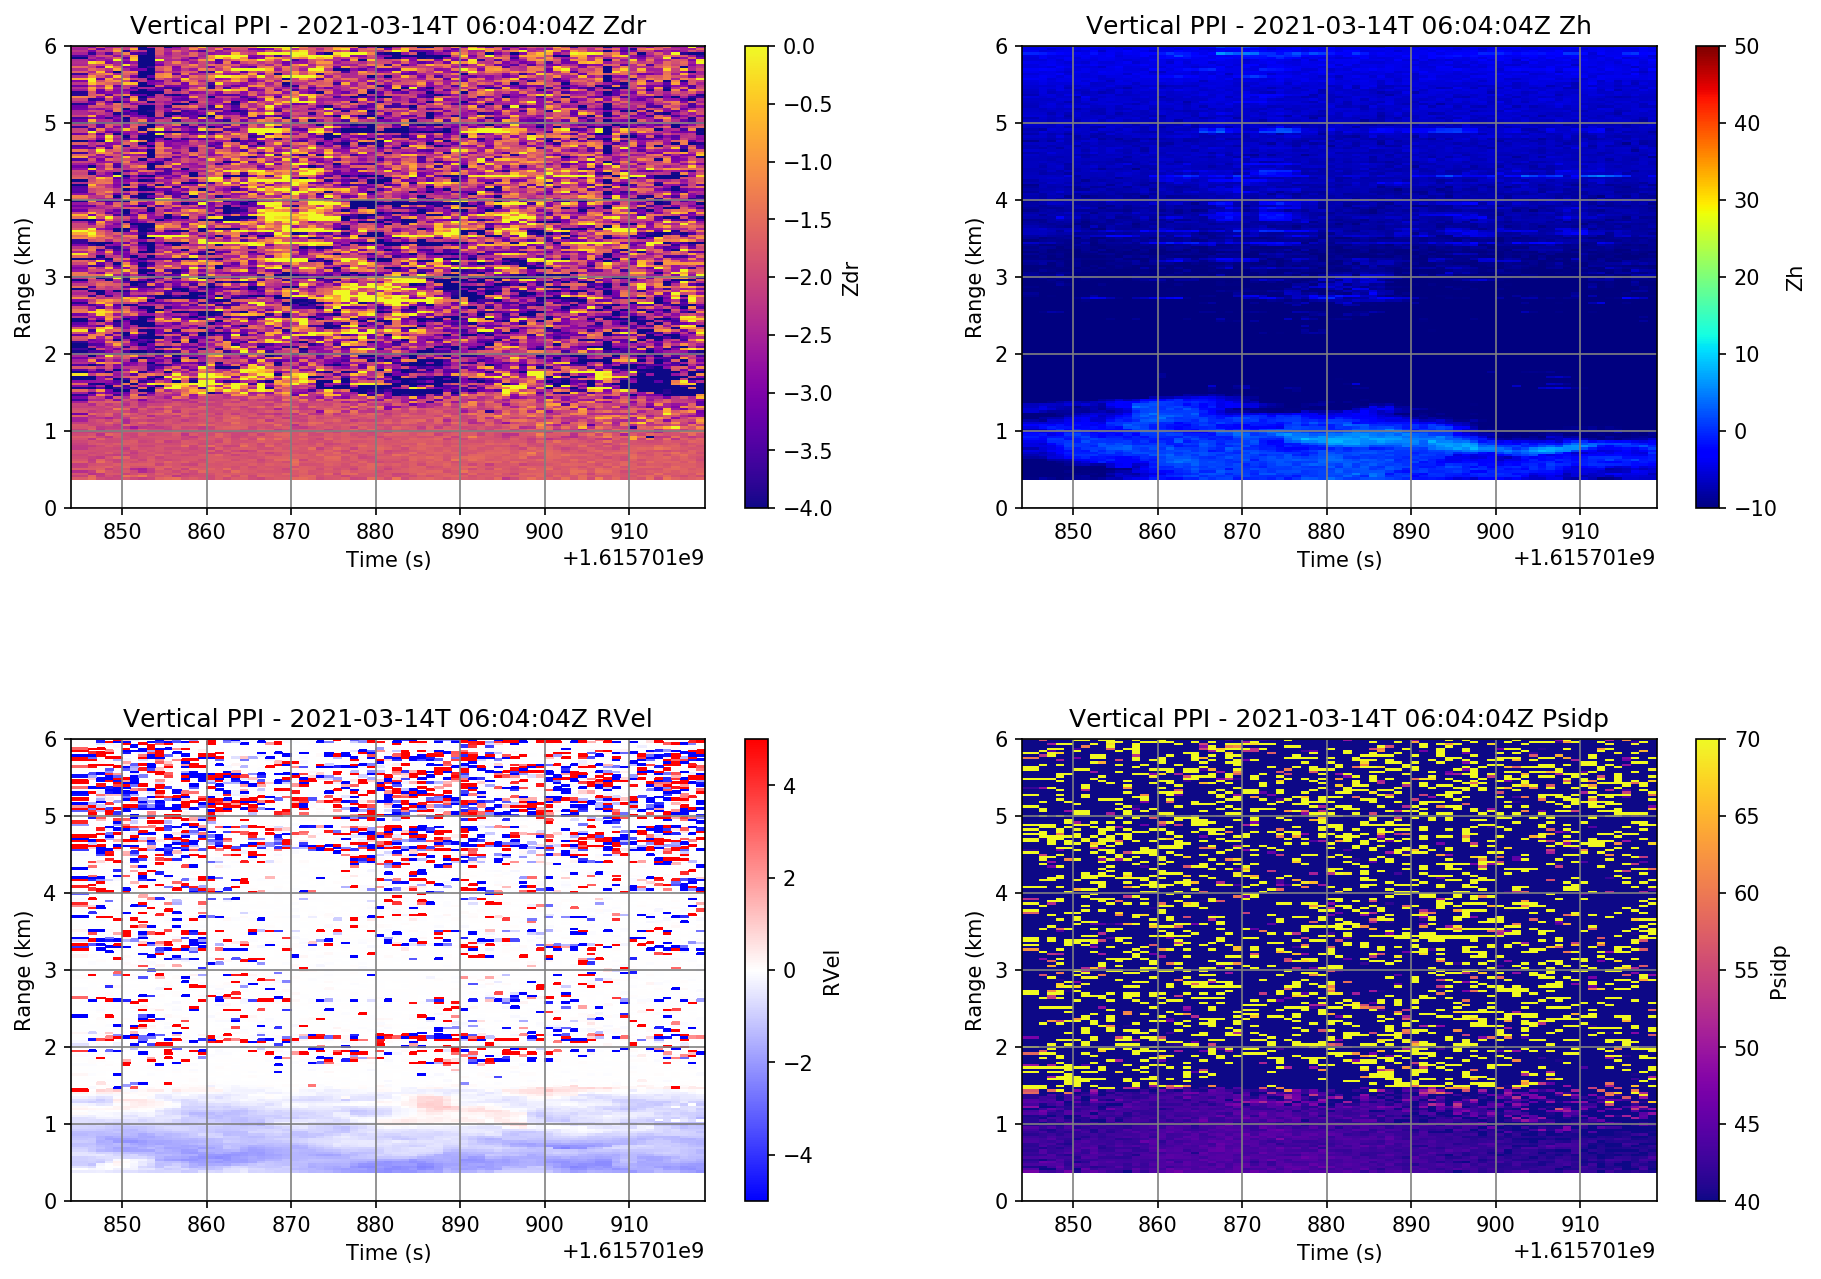 Vertical PPI - 2021-03-14T 06:04:04Z Zdr
6
5
4
3
2
1
0
Range (km)
850 860 870 880 890 900 910
Time (s)
+1.615701e9
0.0
−0.5
−1.0
−1.5
−2.0
−2.5
−3.0
−3.5
−4.0
Zdr
Vertical PPI - 2021-03-14T 06:04:04Z Zh
6
5
4
3
2
1
0
Range (km)
850 860 870 880 890 900 910
Time (s)
+1.615701e9
50
40
30
20
10
0
−10
Zh
Vertical PPI - 2021-03-14T 06:04:04Z RVel
6
5
4
3
2
1
0
Range (km)
850 860 870 880 890 900 910
Time (s)
+1.615701e9
4
2
0
−2
−4
RVel
Vertical PPI - 2021-03-14T 06:04:04Z Psidp
6
5
4
3
2
1
0
Range (km)
850 860 870 880 890 900 910
Time (s)
+1.615701e9
70
65
60
55
50
45
40
Psidp